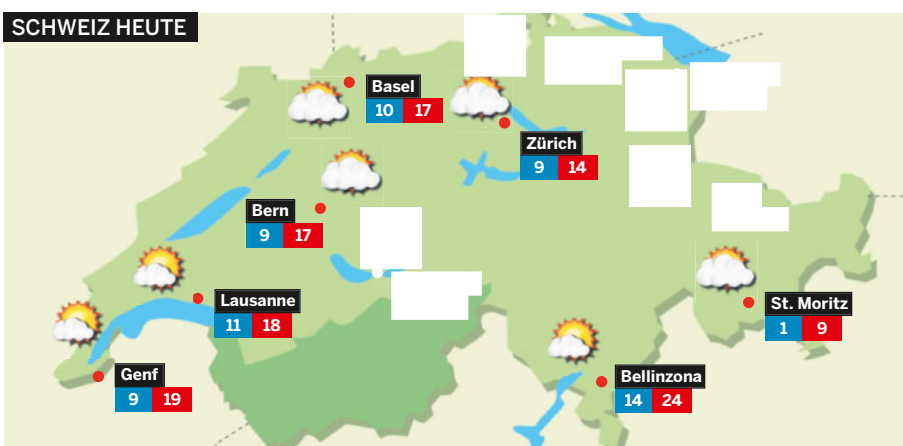 SCHWEIZ HEUTE
Basel
10 17
Zürich
9 14
Bern
9 17
Lausanne
11 18
St. Moritz
1 9
Genf
9 19
Bellinzona
14 24